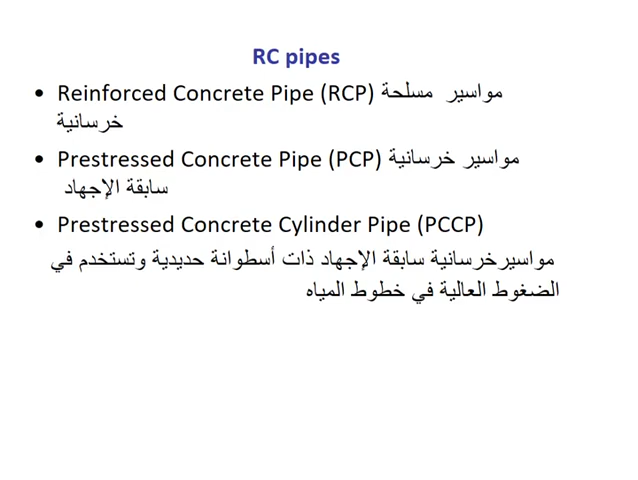 RC pipes
• Reinforced Concrete Pipe (RCP) مواسير مسلحة
خرسانية
• Prestressed Concrete Pipe (PCP) مواسير خرسانية
سابقة الإجهاد
• Prestressed Concrete Cylinder Pipe (PCCP)
مواسيرخرسانية سابقة الإجهاد ذات أسطوانة حديدية وتستخدم في
الضغوط العالية في خطوط المياه